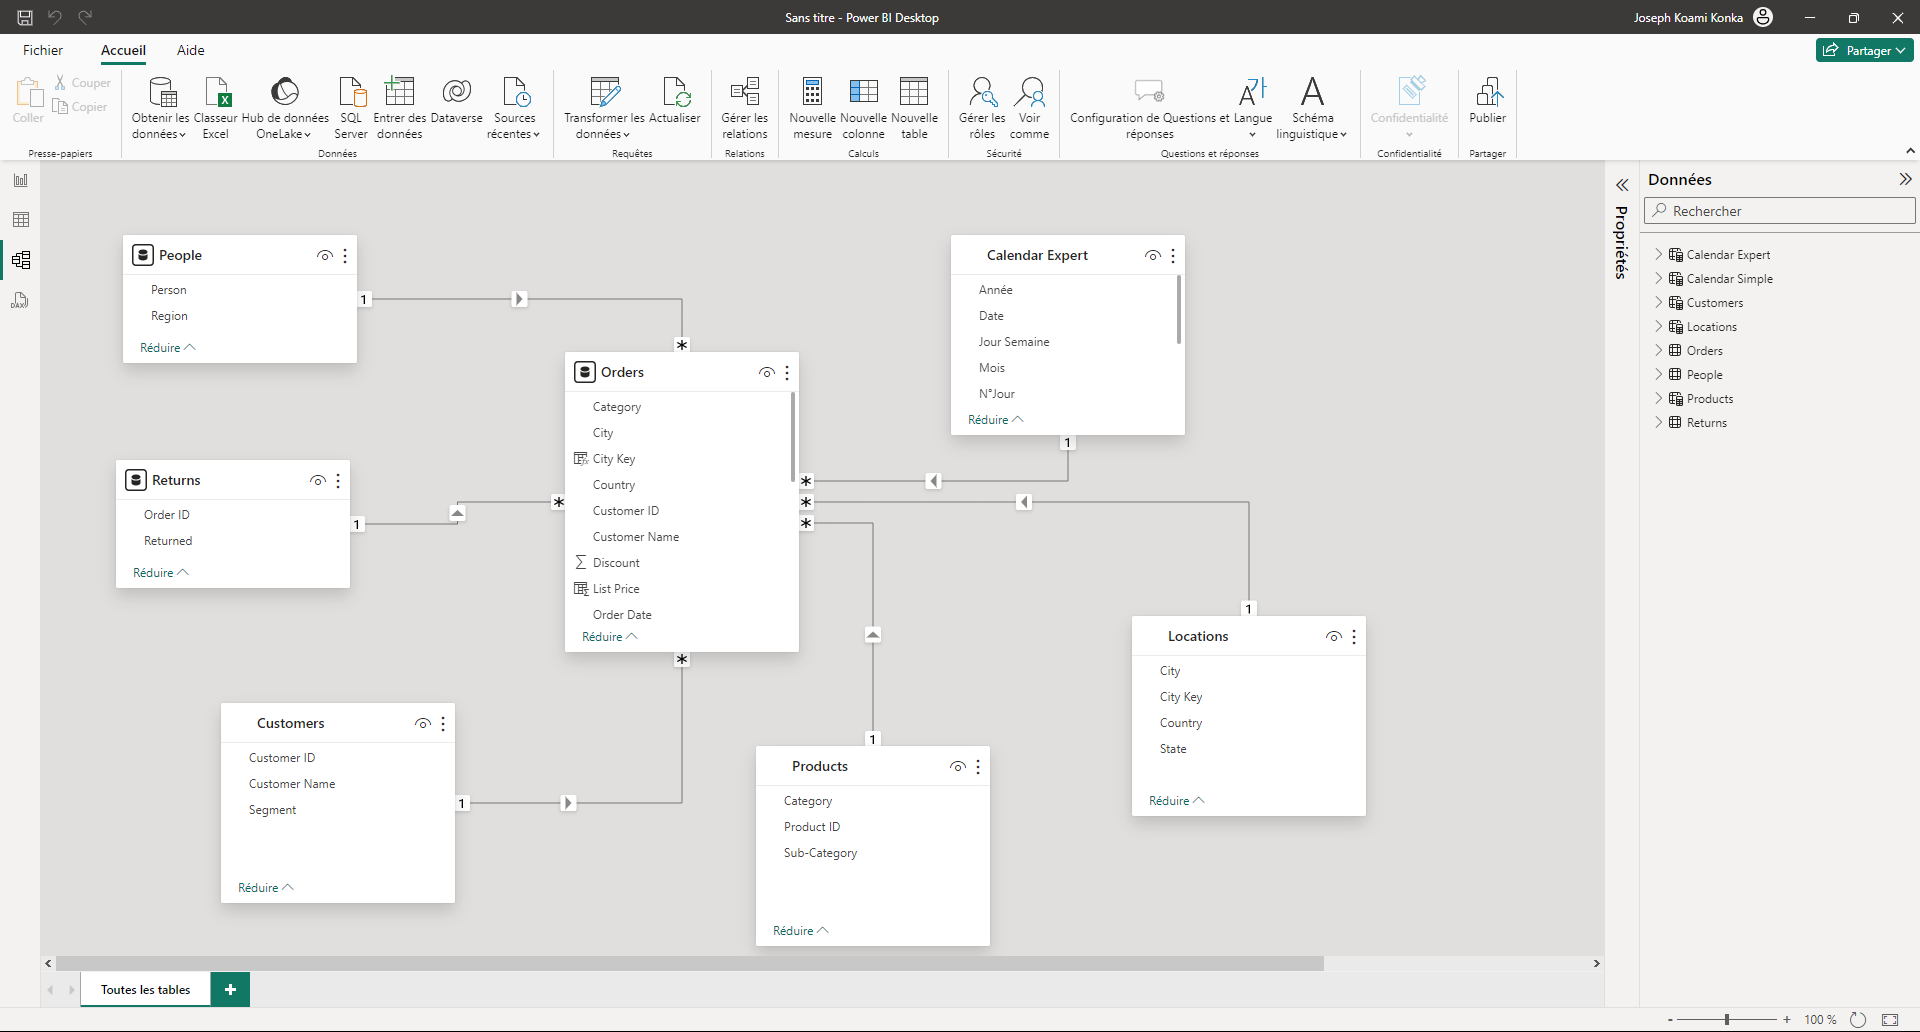 Sans titre - Power BI Desktop
Joseph Koami Konka
Fichier
Accueil
Aide
Partager
Coller
Couper
Copier
Presse-papiers
Obtenir les données
Classeur Excel
Hub de données OneLake
SQL Server
Entrer des données
Dataverse
Sources récentes
Données
Transformer les données
Actualiser
Requêtes
Gérer les relations
Relations
Nouvelle mesure
Nouvelle colonne
Nouvelle table
Calculs
Gérer les rôles
Voir comme
Sécurité
Configuration de Questions et réponses
Langue
Schéma linguistique
Questions et réponses
Confidentialité
Confidentialité
Publier
Partager
DAX
People
Person
Region
Réduire
1
*
Returns
Order ID
Returned
Réduire
1
*
Customers
Customer ID
Customer Name
Segment
Réduire
1
*
Orders
Category
City
City Key
Country
Customer ID
Customer Name
Discount
List Price
Order Date
Réduire
Calendar Expert
Année
Date
Jour Semaine
Mois
N°Jour
Réduire
1
*
*
*
Products
Category
Product ID
Sub-Category
Réduire
1
Locations
City
City Key
Country
State
Réduire
1
Propriétés
Données
Rechercher
Calendar Expert
Calendar Simple
Customers
Locations
Orders
People
Products
Returns
Toutes les tables
+
- + 100 %